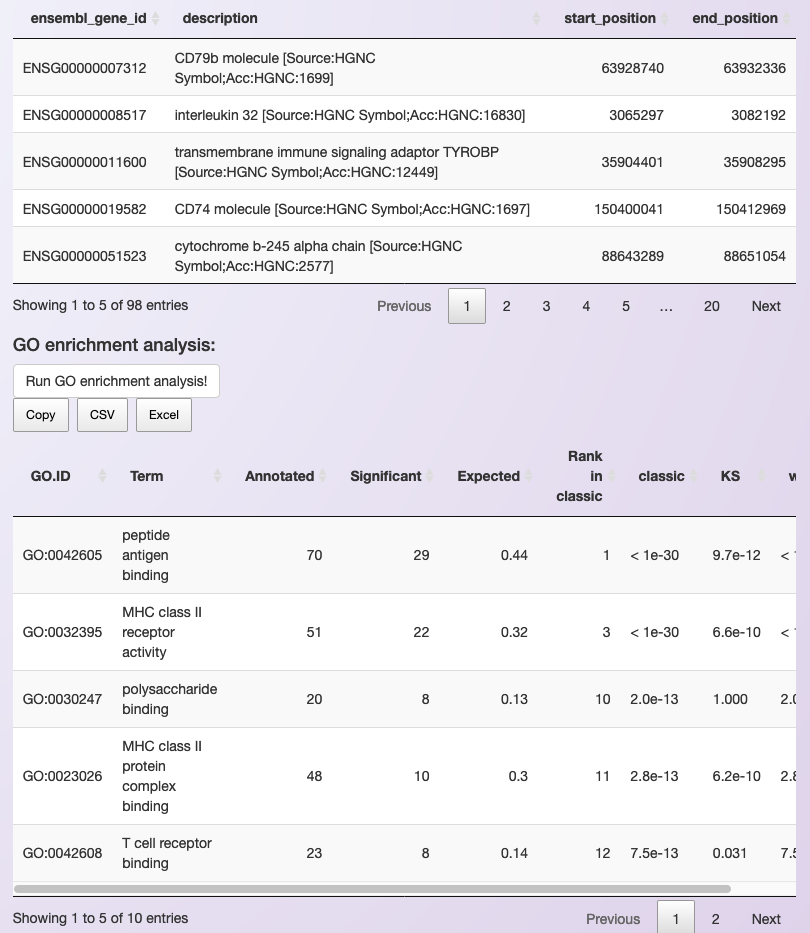 ensembl_gene_id description start_position end_position
ENSG00000007312 CD79b molecule [Source:HGNC Symbol;Acc:HGNC:1699] 63928740 63932336
ENSG00000008517 interleukin 32 [Source:HGNC Symbol;Acc:HGNC:16830] 3065297 3082192
ENSG00000011600 transmembrane immune signaling adaptor TYROBP [Source:HGNC Symbol;Acc:HGNC:12449] 35904401 35908295
ENSG00000019582 CD74 molecule [Source:HGNC Symbol;Acc:HGNC:1697] 150400041 150412969
ENSG00000051523 cytochrome b-245 alpha chain [Source:HGNC Symbol;Acc:HGNC:2577] 88643289 88651054
Showing 1 to 5 of 98 entries Previous 1 2 3 4 5 … 20 Next
GO enrichment analysis:
Run GO enrichment analysis!
Copy CSV Excel
GO.ID Term Annotated Significant Expected Rank in classic classic KS w
GO:0042605 peptide antigen binding 70 29 0.44 1 < 1e-30 9.7e-12 <
GO:0032395 MHC class II receptor activity 51 22 0.32 3 < 1e-30 6.6e-10 <
GO:0030247 polysaccharide binding 20 8 0.13 10 2.0e-13 1.000 2.0
GO:0023026 MHC class II protein complex binding 48 10 0.3 11 2.8e-13 6.2e-10 2.8
GO:0042608 T cell receptor binding 23 8 0.14 12 7.5e-13 0.031 7.5
Showing 1 to 5 of 10 entries Previous 1 2 Next